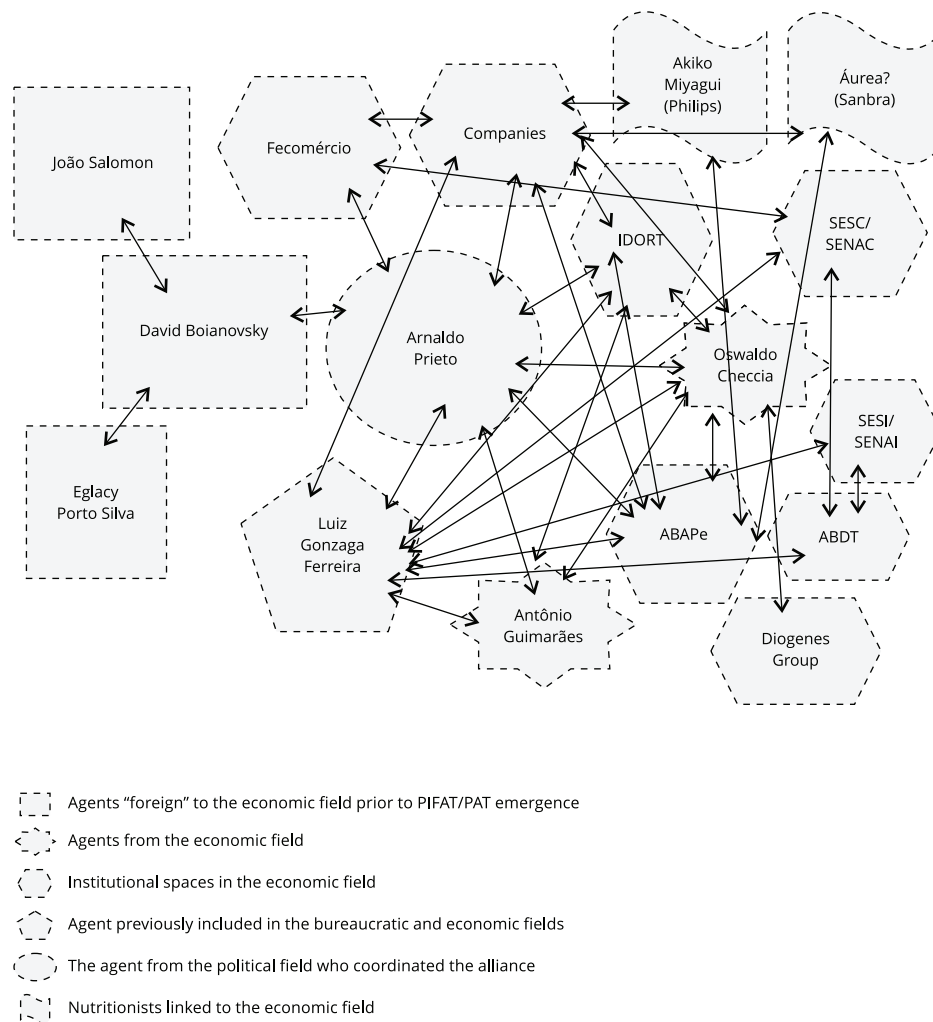 Akiko
Miyagui
(Philips)
Áurea?
(Sanbra)
João Salomon
Fecomércio
Companies
SESC/
SENAC
IDORT
David Boianovsky
Arnaldo
Prieto
Oswaldo
Checcia
SESI/
SENAI
Eglacy
Porto Silva
Luiz
Gonzaga
Ferreira
ABAPe
ABDT
Antônio
Guimarães
Diogenes
Group
Agents “foreign” to the economic field prior to PIFAT/PAT emergence
Agents from the economic field
Institutional spaces in the economic field
Agent previously included in the bureaucratic and economic fields
The agent from the political field who coordinated the alliance
Nutritionists linked to the economic field